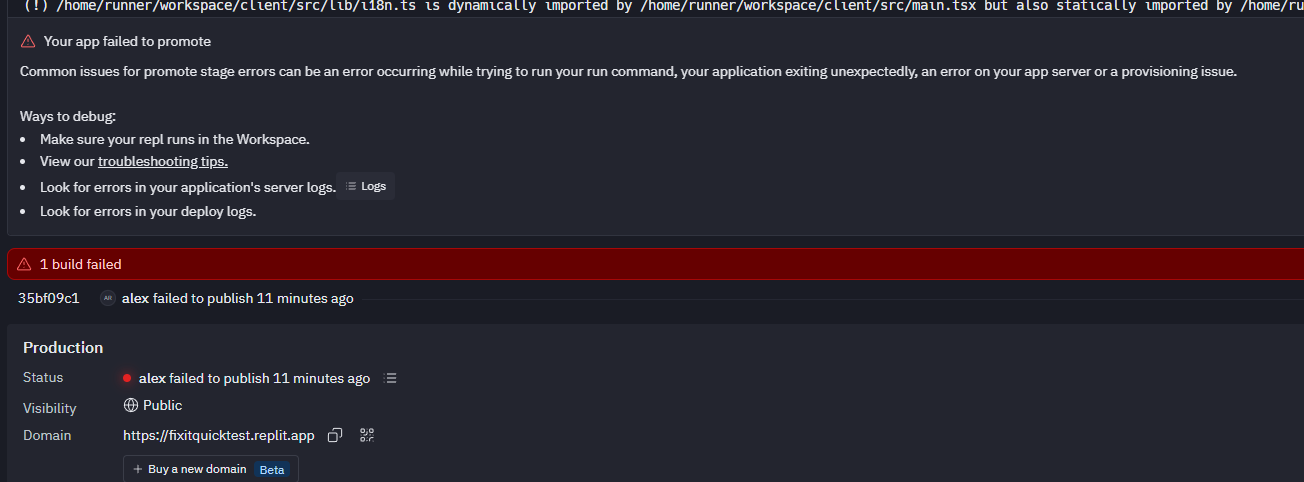 (!) /home/runner/workspace/client/src/lib/i18n.ts is dynamically imported by /home/runner/workspace/client/src/main.tsx but also statically imported by /home/ru
Your app failed to promote
Common issues for promote stage errors can be an error occurring while trying to run your run command, your application exiting unexpectedly, an error on your app server or a provisioning issue.
Ways to debug:
• Make sure your repl runs in the Workspace.
• View our troubleshooting tips.
• Look for errors in your application's server logs. Logs
• Look for errors in your deploy logs.
1 build failed
35bf09c1 AR alex failed to publish 11 minutes ago
Production
Status alex failed to publish 11 minutes ago
Visibility Public
Domain https://fixitquicktest.replit.app
+ Buy a new domain Beta